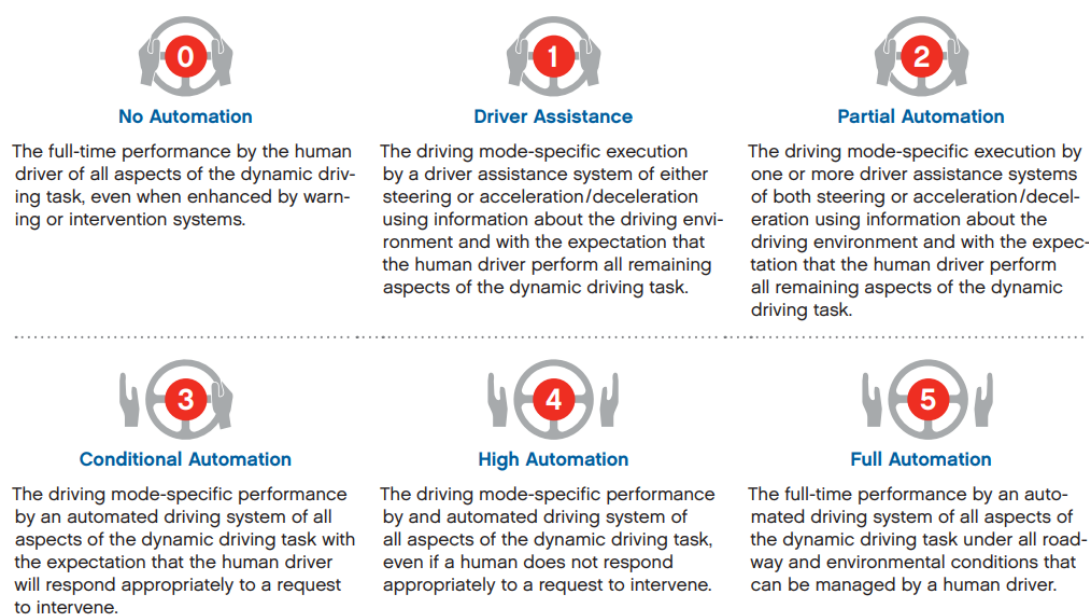 0
No Automation
The full-time performance by the human
driver of all aspects of the dynamic driv-
ing task, even when enhanced by warn-
ing or intervention systems.
1
Driver Assistance
The driving mode-specific execution
by a driver assistance system of either
steering or acceleration/deceleration
using information about the driving envi-
ronment and with the expectation that
the human driver perform all remaining
aspects of the dynamic driving task.
2
Partial Automation
The driving mode-specific execution by
one or more driver assistance systems
of both steering or acceleration/decel-
eration using information about the
driving environment and with the expec-
tation that the human driver perform
all remaining aspects of the dynamic
driving task.
3
Conditional Automation
The driving mode-specific performance
by an automated driving system of all
aspects of the dynamic driving task with
the expectation that the human driver
will respond appropriately to a request
to intervene.
4
High Automation
The driving mode-specific performance
by and automated driving system of
all aspects of the dynamic driving task,
even if a human does not respond
appropriately to a request to intervene.
5
Full Automation
The full-time performance by an auto-
mated driving system of all aspects of
the dynamic driving task under all road-
way and environmental conditions that
can be managed by a human driver.